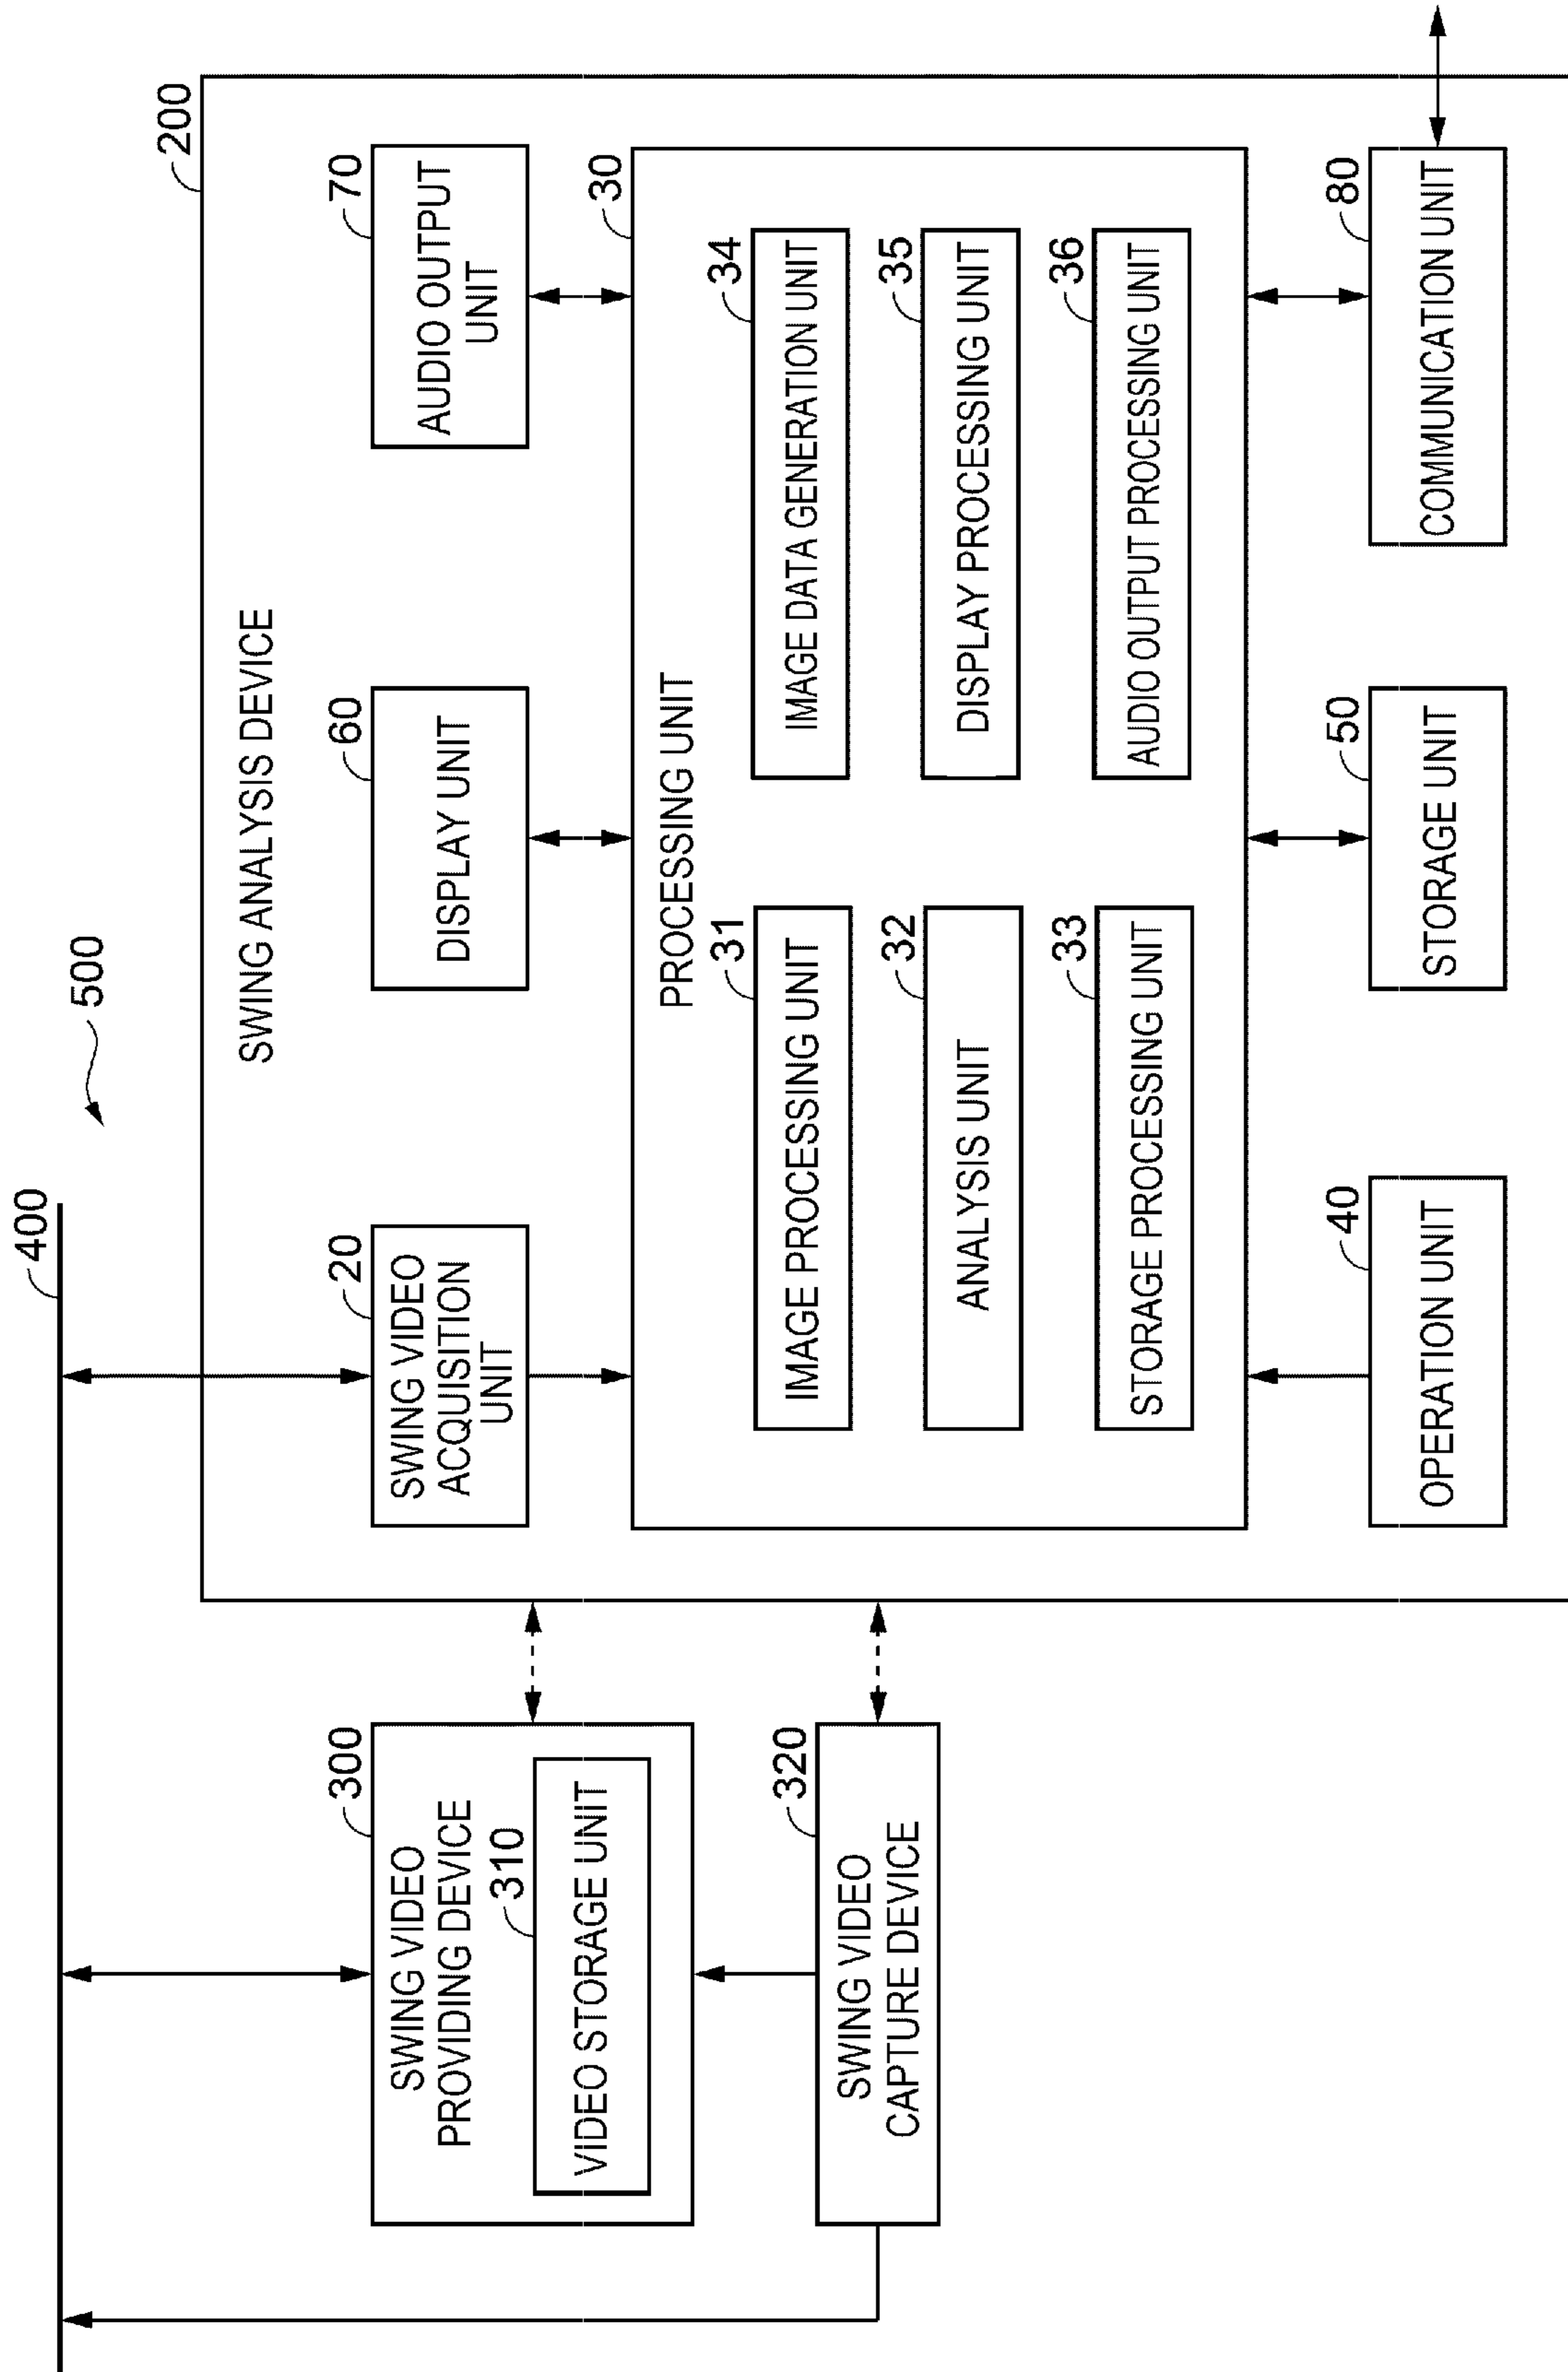 500
400
300
SWING VIDEO
PROVIDING DEVICE
310
VIDEO STORAGE UNIT
320
SWING VIDEO
CAPTURE DEVICE
200
SWING ANALYSIS DEVICE
20
SWING VIDEO
ACQUISITION
UNIT
60
DISPLAY UNIT
70
AUDIO OUTPUT
UNIT
30
PROCESSING UNIT
31
IMAGE PROCESSING UNIT
34
IMAGE DATA GENERATION UNIT
32
ANALYSIS UNIT
35
DISPLAY PROCESSING UNIT
33
STORAGE PROCESSING UNIT
36
AUDIO OUTPUT PROCESSING UNIT
40
OPERATION UNIT
50
STORAGE UNIT
80
COMMUNICATION UNIT